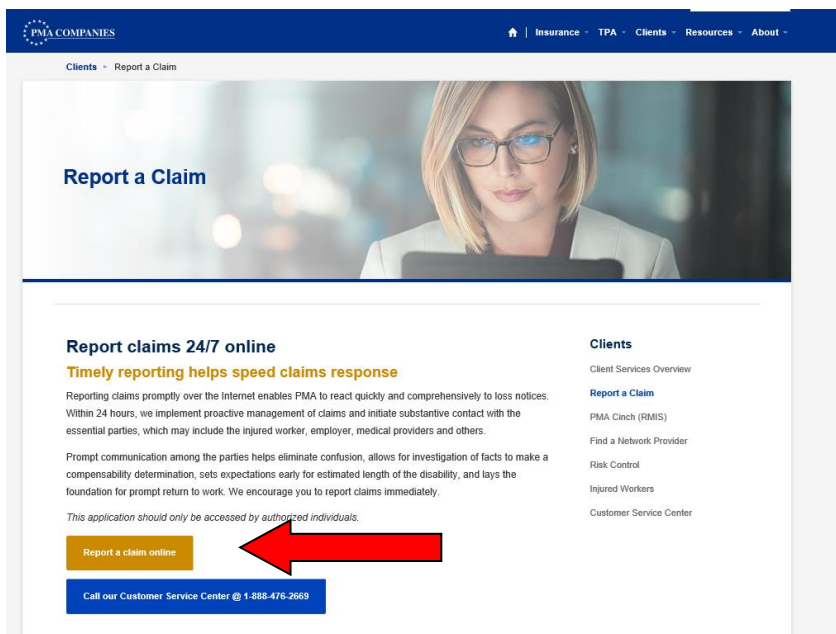 PMA COMPANIES
Insurance TPA Clients Resources About
Clients Report a Claim
Report a Claim
Report claims 24/7 online
Timely reporting helps speed claims response
Reporting claims promptly over the Internet enables PMA to react quickly and comprehensively to loss notices.
Within 24 hours, we implement proactive management of claims and initiate substantive contact with the
essential parties, which may include the injured worker, employer, medical providers and others.
Prompt communication among the parties helps eliminate confusion, allows for investigation of facts to make a
compensability determination, sets expectations early for estimated length of the disability, and lays the
foundation for prompt return to work. We encourage you to report claims immediately.
This application should only be accessed by authorized individuals.
Report a claim online
Call our Customer Service Center @ 1-888-476-2669
Clients
Client Services Overview
Report a Claim
PMA Cinch (RMIS)
Find a Network Provider
Risk Control
Injured Workers
Customer Service Center